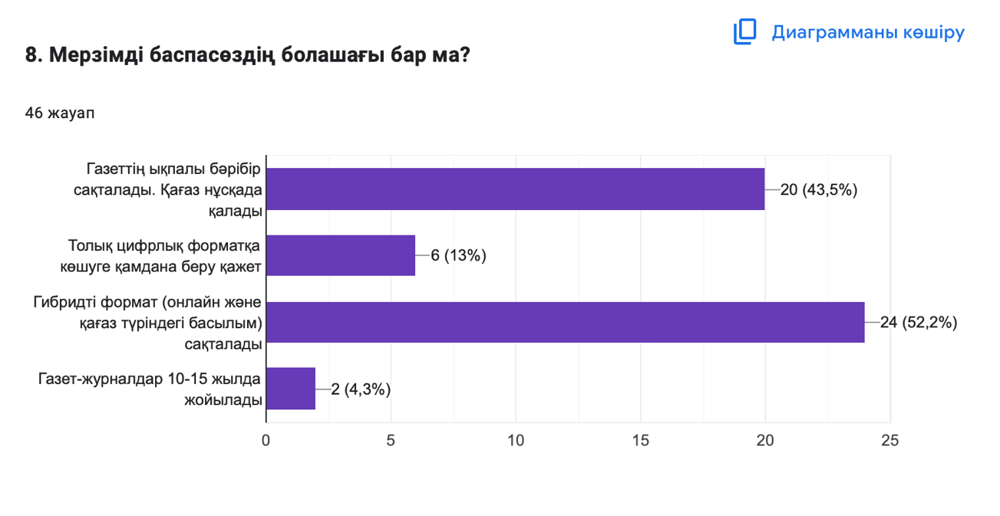 Диаграмманы көшіру
8. Мерзімді баспасөздің болашағы бар ма?
46 жауап
Газеттің ықпалы бәрібір
сақталады. Қағаз нұсқада
қалады
20 (43,5%)
Толық цифрлық форматқа
көшуге қамдана беру қажет
6 (13%)
Гибридті формат (онлайн және
қағаз түріндегі басылым)
сақталады
24 (52,2%)
Газет-журналдар 10-15 жылда
жойылады
2 (4,3%)
0 5 10 15 20 25